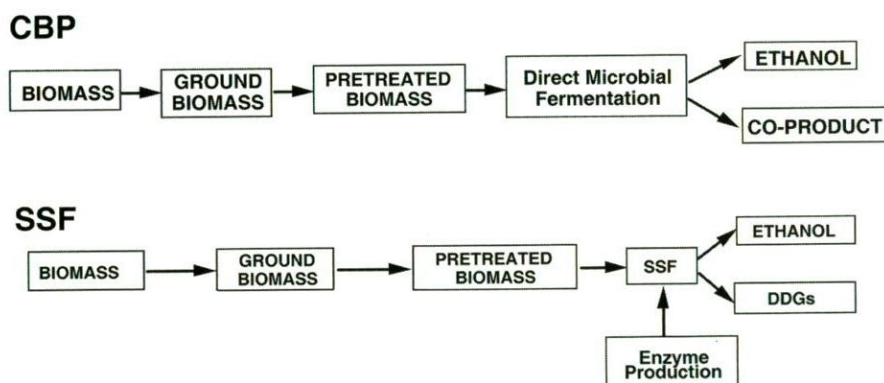 CBP
BIOMASS
GROUND
BIOMASS
PRETREATED
BIOMASS
Direct Microbial
Fermentation
ETHANOL
CO-PRODUCT
SSF
BIOMASS
GROUND
BIOMASS
PRETREATED
BIOMASS
SSF
ETHANOL
DDGs
Enzyme
Production